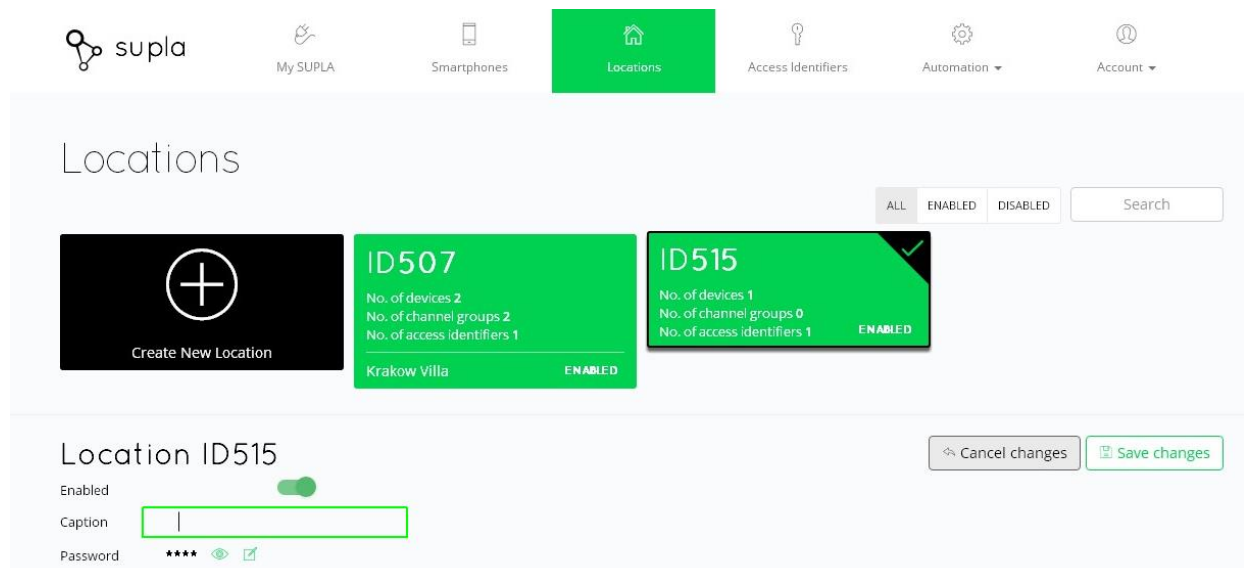 supla
My SUPLA
Smartphones
Locations
Access Identifiers
Automation
Account
Locations
ALL ENABLED DISABLED Search
Create New Location
ID507
No. of devices 2
No. of channel groups 2
No. of access identifiers 1
Krakow Villa ENABLED
ID515
No. of devices 1
No. of channel groups 0
No. of access identifiers 1 ENABLED
Location ID515
Cancel changes Save changes
Enabled
Caption
Password ****